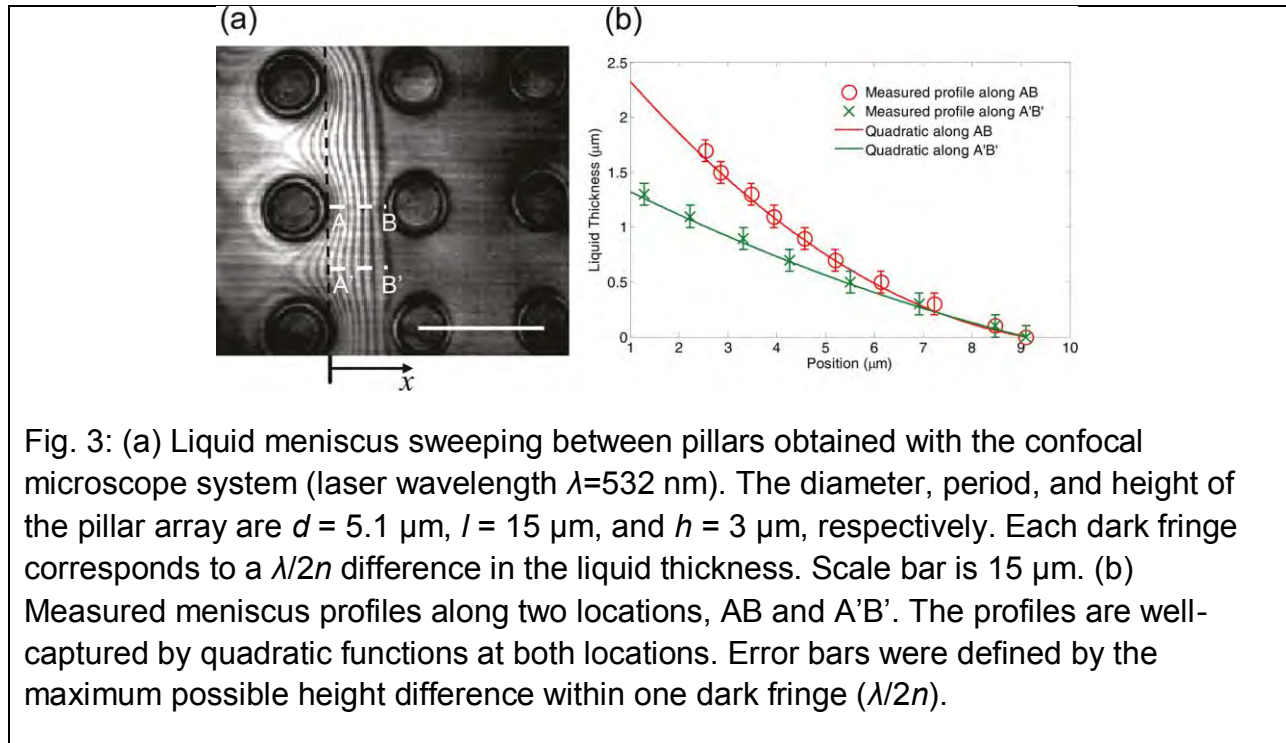 (a)
A
B
A'
B'
x
(b)
2.5
2
1.5
1
0.5
0
Liquid Thickness (μm)
Measured profile along AB
Measured profile along A'B'
Quadratic along AB
Quadratic along A'B'
1 2 3 4 5 6 7 8 9 10
Position (μm)
Fig. 3: (a) Liquid meniscus sweeping between pillars obtained with the confocal
microscope system (laser wavelength λ=532 nm). The diameter, period, and height of
the pillar array are d = 5.1 μm, l = 15 μm, and h = 3 μm, respectively. Each dark fringe
corresponds to a λ/2n difference in the liquid thickness. Scale bar is 15 μm. (b)
Measured meniscus profiles along two locations, AB and A’B’. The profiles are well-
captured by quadratic functions at both locations. Error bars were defined by the
maximum possible height difference within one dark fringe (λ/2n).